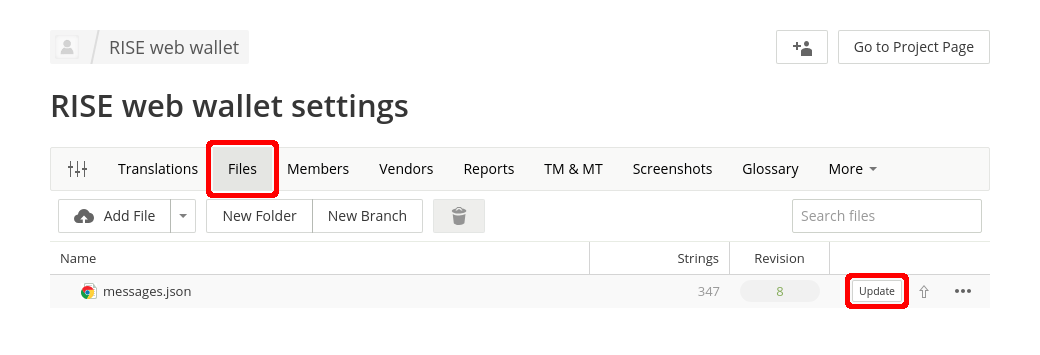 RISE web wallet
Go to Project Page
RISE web wallet settings
Translations Files Members Vendors Reports TM & MT Screenshots Glossary More
Add File New Folder New Branch Search files
Name Strings Revision
messages.json 347 8 Update